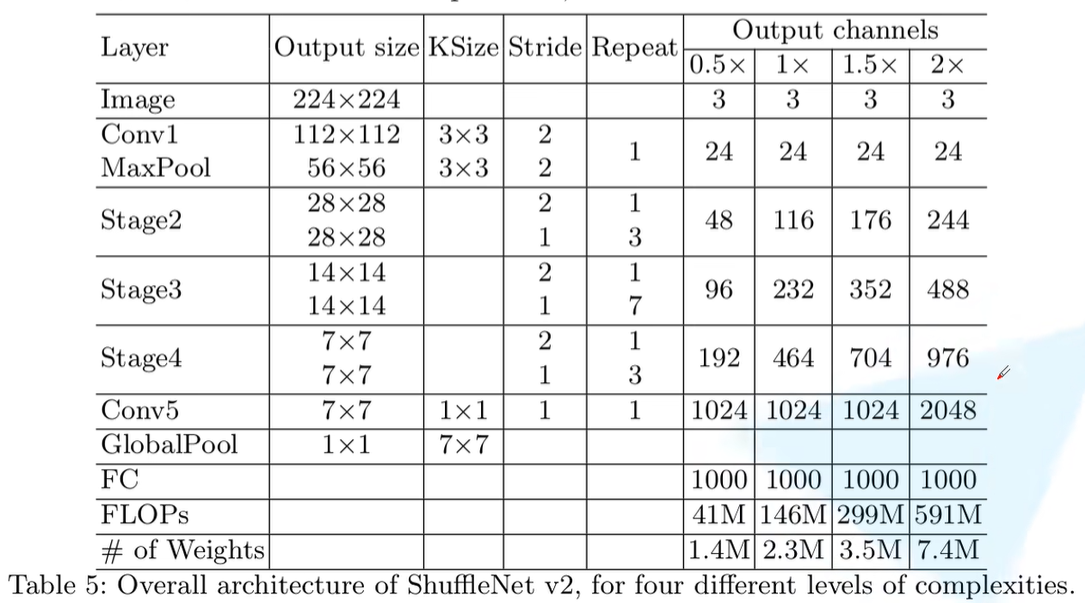 Layer Output size KSize Stride Repeat Output channels
0.5× 1× 1.5× 2×
Image 224×224 3 3 3 3
Conv1 112×112 3×3 2
1 24 24 24 24
MaxPool 56×56 3×3 2
28×28 2 1
Stage2 48 116 176 244
28×28 1 3
14×14 2 1
Stage3 96 232 352 488
14×14 1 7
7×7 2 1
Stage4 192 464 704 976
7×7 1 3
Conv5 7×7 1×1 1 1 1024 1024 1024 2048
GlobalPool 1×1 7×7
FC 1000 1000 1000 1000
FLOPs 41M 146M 299M 591M
# of Weights 1.4M 2.3M 3.5M 7.4M
Table 5: Overall architecture of ShuffleNet v2, for four different levels of complexities.